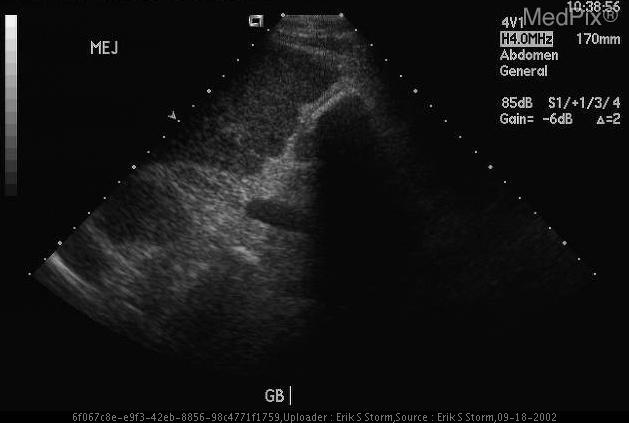 10:38:56
4V1
MedPix®
H4.0MHz 170mm
Abdomen
General
MEJ
85dB S1/+1/3/4
Gain= -6dB Δ=2
GB
6f067c8e-e9f3-42eb-8856-98c4771f1759,Uploader : Erik S Storm,Source : Erik S Storm,09-18-2002